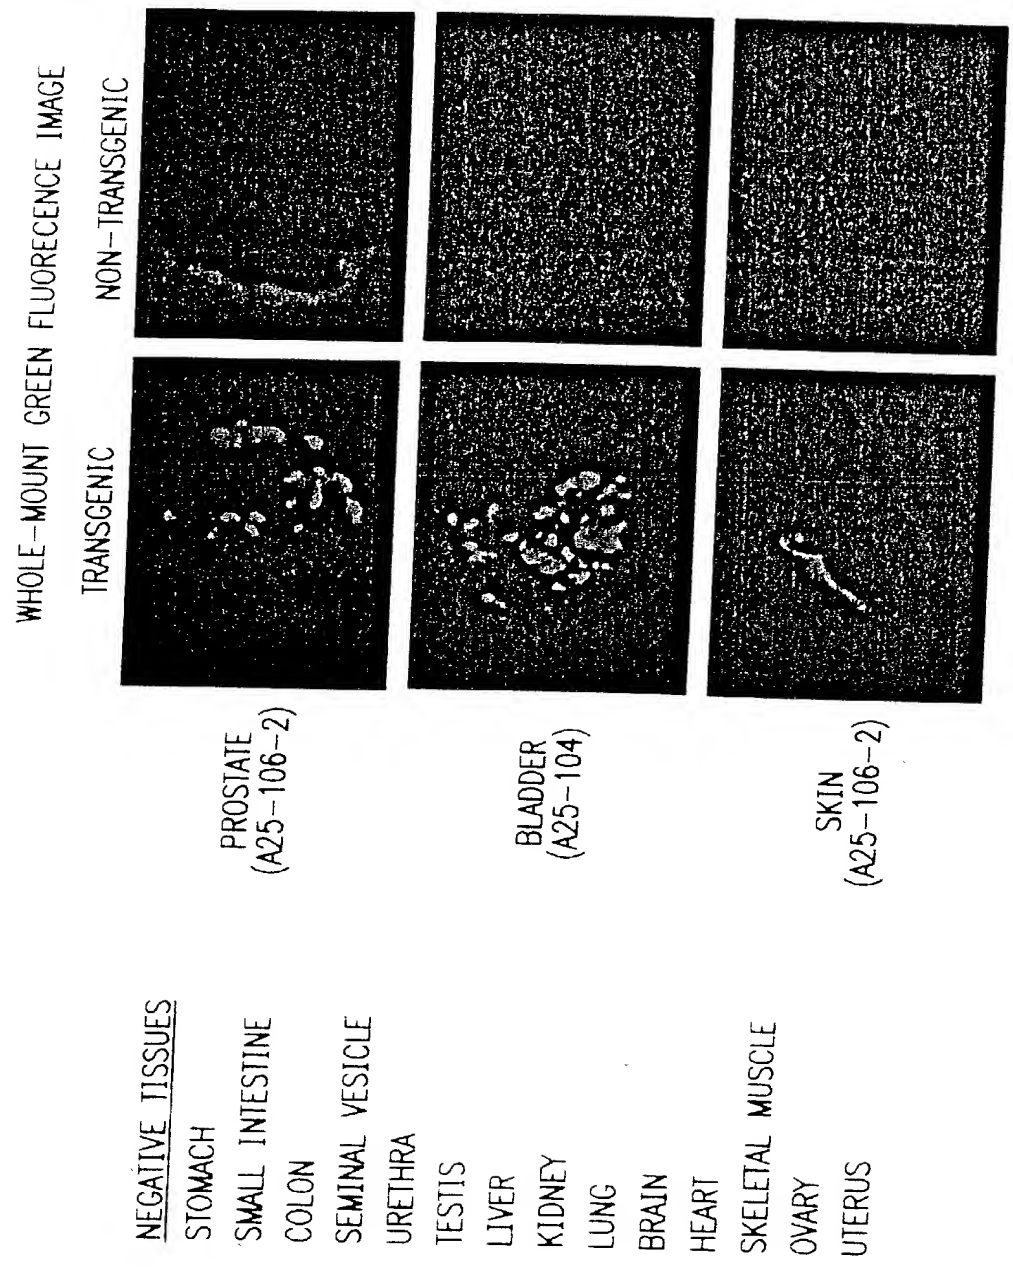 WHOLE-MOUNT GREEN FLUORECENCE IMAGE
TRANSGENIC
NON-TRANSGENIC
PROSTATE
(A25-106-2)
BLADDER
(A25-104)
SKIN
(A25-106-2)
NEGATIVE TISSUES
STOMACH
SMALL INTESTINE
COLON
SEMINAL VESICLE
URETHRA
TESTIS
LIVER
KIDNEY
LUNG
BRAIN
HEART
SKELETAL MUSCLE
OVARY
UTERUS